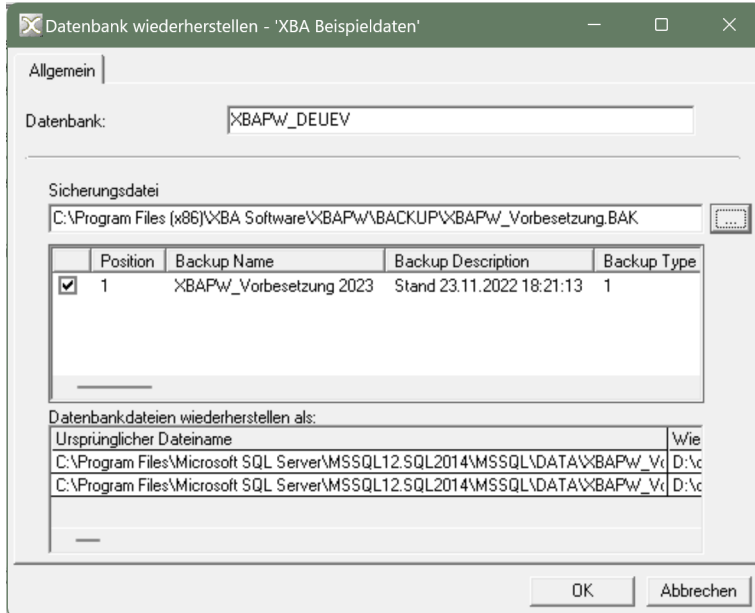 Datenbank wiederherstellen - 'XBA Beispieldaten'
Allgemein
Datenbank: XBAPW_DEUEV
Sicherungsdatei
C:\Program Files (x86)\XBA Software\XBAPW\BACKUP\XBAPW_Vorbesetzung.BAK ...
Position Backup Name Backup Description Backup Type
1 XBAPW_Vorbesetzung 2023 Stand 23.11.2022 18:21:13 1
Datenbankdateien wiederherstellen als:
Ursprünglicher Dateiname Wie
C:\Program Files\Microsoft SQL Server\MSSQL12.SQL2014\MSSQL\DATA\XBAPW_Vo D:\d
C:\Program Files\Microsoft SQL Server\MSSQL12.SQL2014\MSSQL\DATA\XBAPW_Vo D:\d
OK Abbrechen